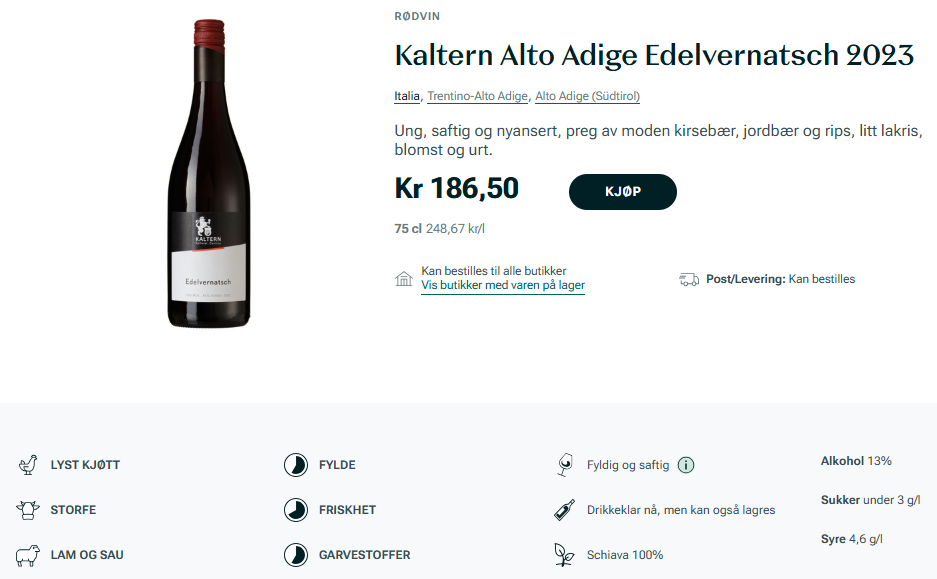 RØDVIN
Kaltern Alto Adige Edelvernatsch 2023
Italia, Trentino-Alto Adige, Alto Adige (Südtirol)
Ung, saftig og nyansert, preg av moden kirsebær, jordbær og rips, litt lakris,
blomst og urt.
Kr 186,50
KJØP
75 cl 248,67 kr/l
Kan bestilles til alle butikker
Vis butikker med varen på lager
Post/Levering: Kan bestilles
KALTERN
Edelvernatsch
LYST KJØTT
STORFE
LAM OG SAU
FYLDE
FRISKHET
GARVESTOFFER
Fyldig og saftig
Drikkeklar nå, men kan også lagres
Schiava 100%
Alkohol 13%
Sukker under 3 g/l
Syre 4,6 g/l